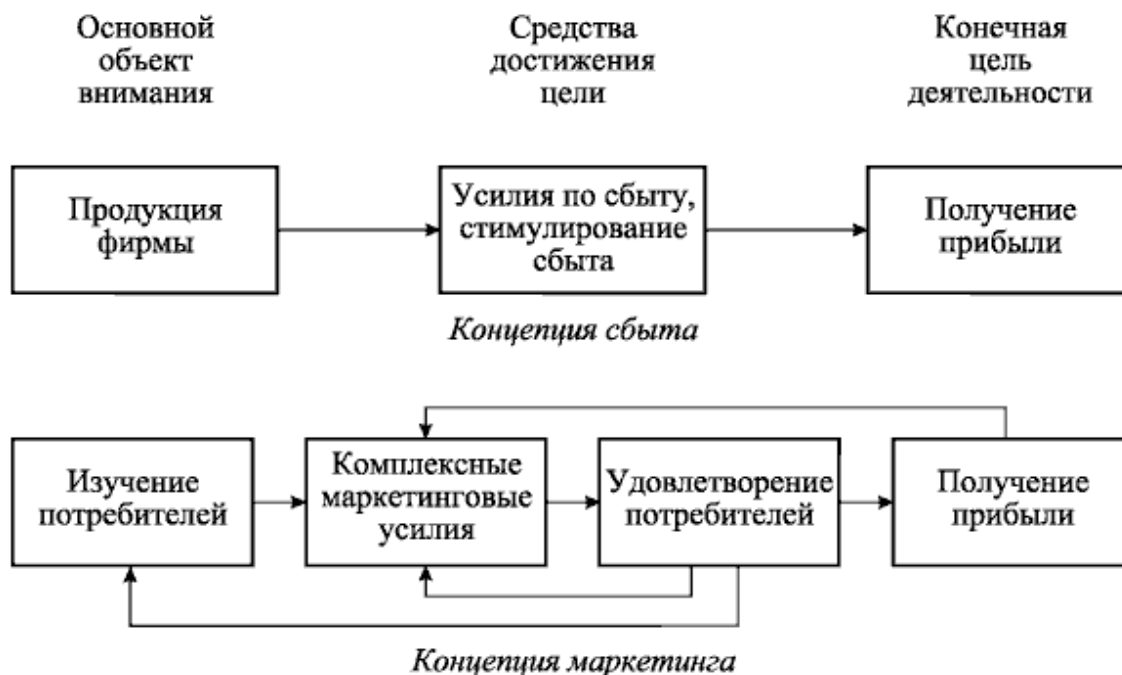 Основной
объект
внимания
Средства
достижения
цели
Конечная
цель
деятельности
Продукция
фирмы
Усилия по сбыту,
стимулирование
сбыта
Получение
прибыли
Концепция сбыта
Изучение
потребителей
Комплексные
маркетинговые
усилия
Удовлетворение
потребителей
Получение
прибыли
Концепция маркетинга